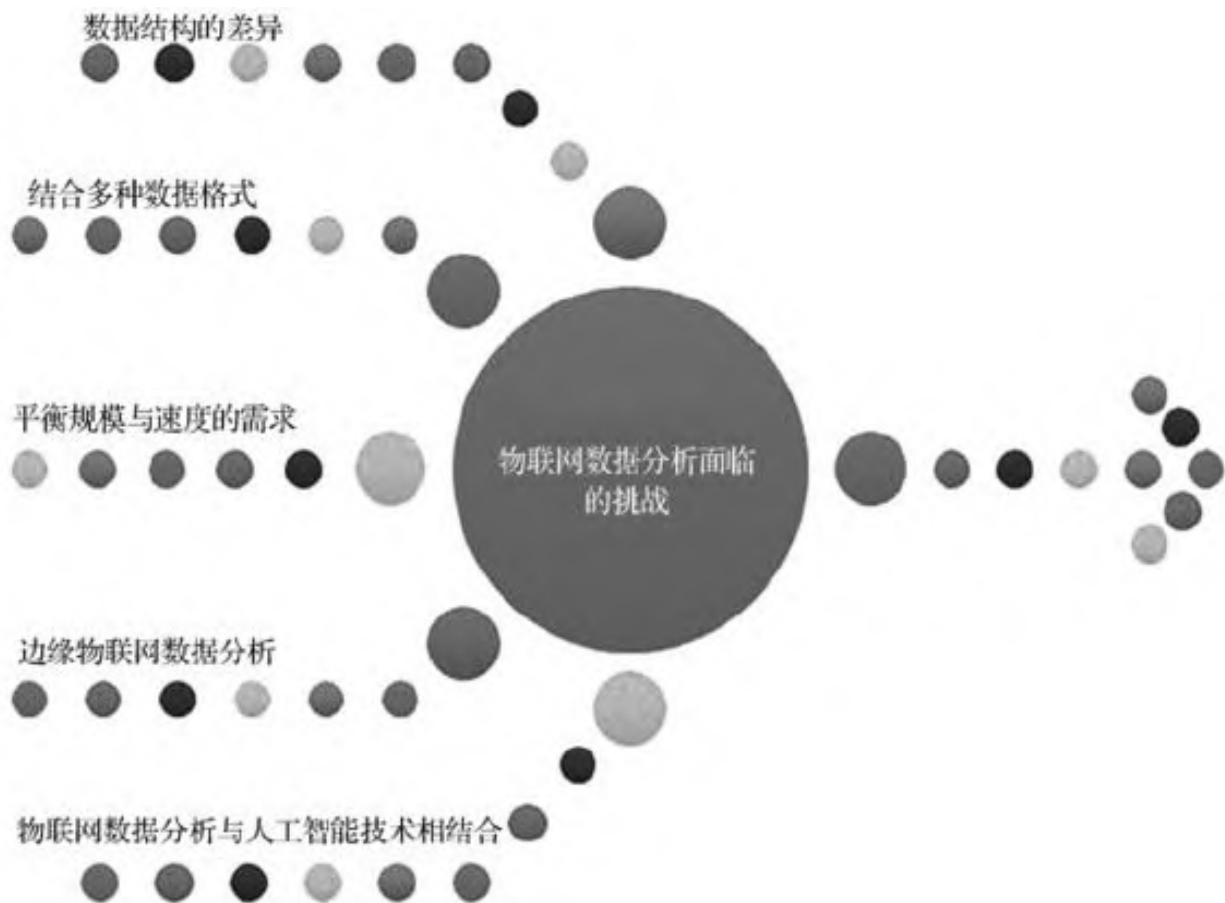 数据结构的差异
结合多种数据格式
平衡规模与速度的需求
物联网数据分析面临
的挑战
边缘物联网数据分析
物联网数据分析与人工智能技术相结合